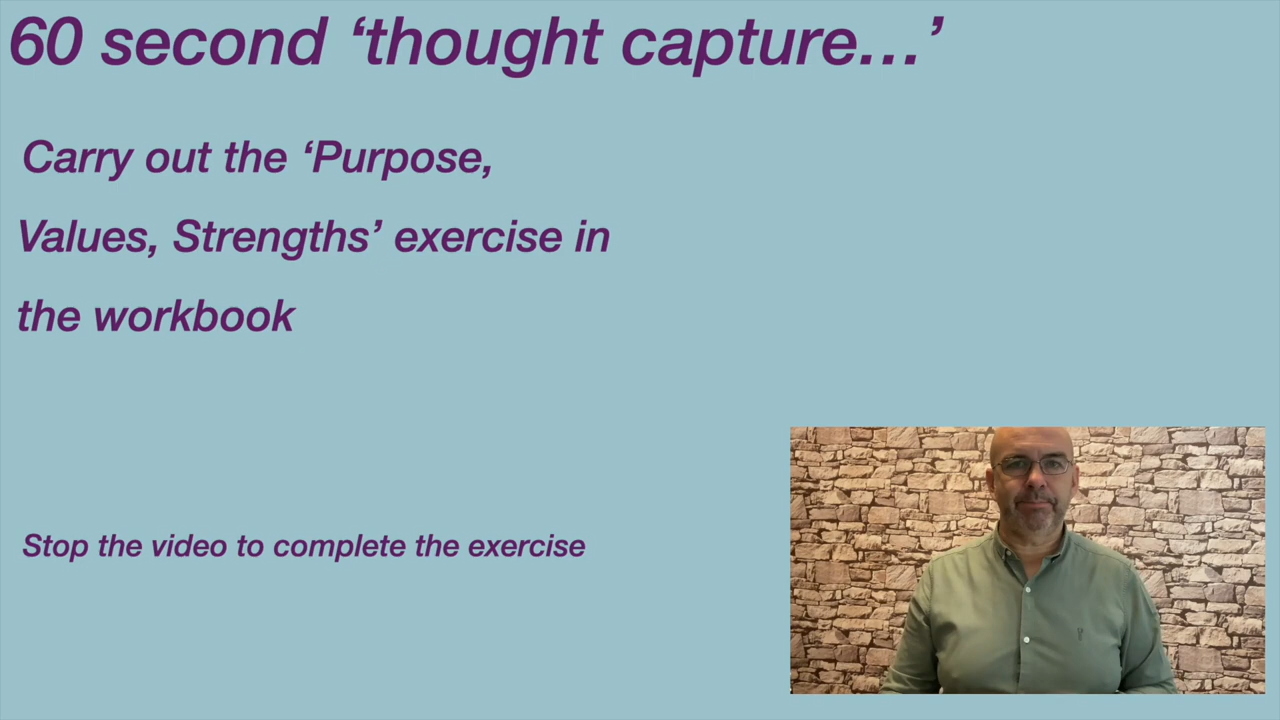 60 second ‘thought capture…’
Carry out the ‘Purpose,
Values, Strengths’ exercise in
the workbook
Stop the video to complete the exercise